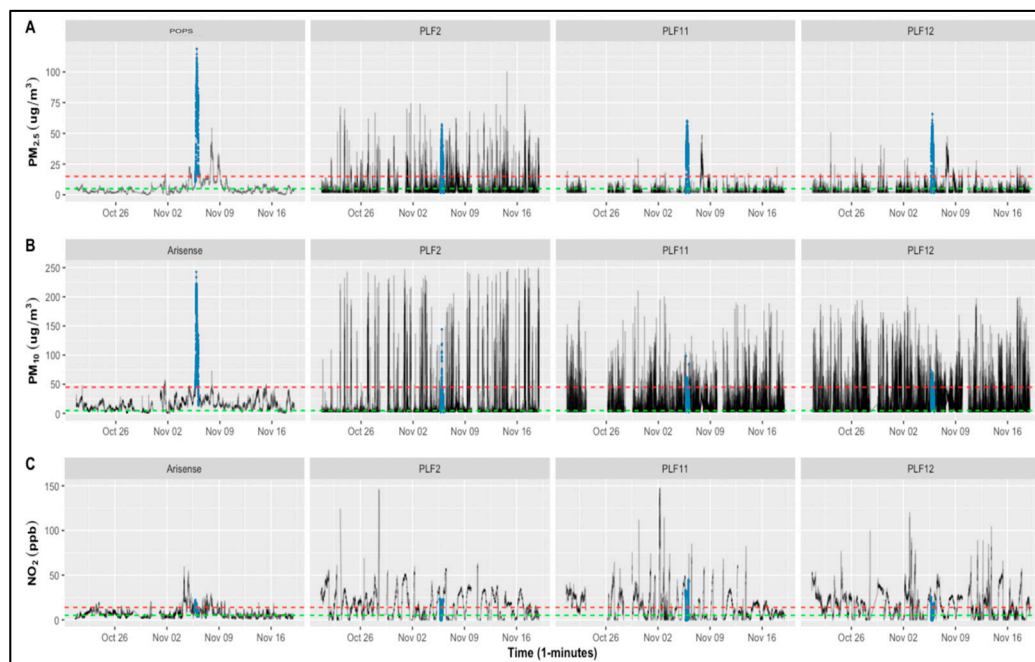 A
POPS PLF2 PLF11 PLF12
PM2.5 (ug/m³)
100
75
50
25
0
Oct 26 Nov 02 Nov 09 Nov 16 Oct 26 Nov 02 Nov 09 Nov 16 Oct 26 Nov 02 Nov 09 Nov 16 Oct 26 Nov 02 Nov 09 Nov 16
B
Arisense PLF2 PLF11 PLF12
PM10 (ug/m³)
250
200
150
100
50
0
Oct 26 Nov 02 Nov 09 Nov 16 Oct 26 Nov 02 Nov 09 Nov 16 Oct 26 Nov 02 Nov 09 Nov 16 Oct 26 Nov 02 Nov 09 Nov 16
C
Arisense PLF2 PLF11 PLF12
NO2 (ppb)
150
100
50
0
Oct 26 Nov 02 Nov 09 Nov 16 Oct 26 Nov 02 Nov 09 Nov 16 Oct 26 Nov 02 Nov 09 Nov 16 Oct 26 Nov 02 Nov 09 Nov 16
Time (1-minutes)